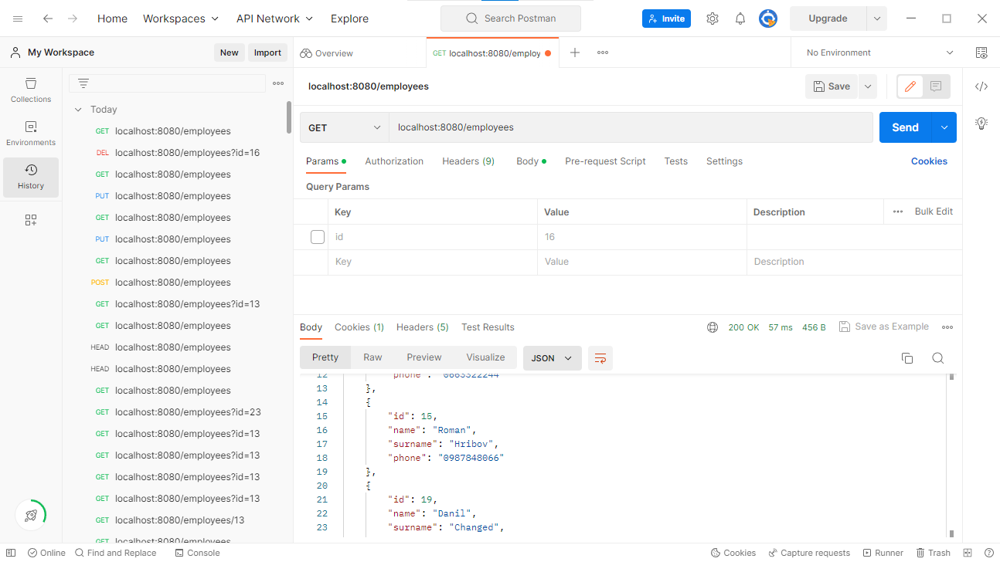 Home Workspaces API Network Explore Search Postman Invite Upgrade
My Workspace New Import Overview GET localhost:8080/employ No Environment
Collections
Environments
History
Today
GET localhost:8080/employees
DEL localhost:8080/employees?id=16
GET localhost:8080/employees
PUT localhost:8080/employees
GET localhost:8080/employees
PUT localhost:8080/employees
GET localhost:8080/employees
POST localhost:8080/employees
GET localhost:8080/employees?id=13
GET localhost:8080/employees
HEAD localhost:8080/employees
HEAD localhost:8080/employees
GET localhost:8080/employees
GET localhost:8080/employees?id=23
GET localhost:8080/employees?id=13
GET localhost:8080/employees?id=13
GET localhost:8080/employees?id=13
GET localhost:8080/employees?id=13
GET localhost:8080/employees/13
GET localhost:8080/employees
localhost:8080/employees Save
GET localhost:8080/employees Send
Params Authorization Headers (9) Body Pre-request Script Tests Settings Cookies
Query Params
Key Value Description Bulk Edit
id 16
Key Value Description
Body Cookies (1) Headers (5) Test Results 200 OK 57 ms 456 B Save as Example
Pretty Raw Preview Visualize JSON
12 "phone": "0663322244"
13 },
14 {
15 "id": 15,
16 "name": "Roman",
17 "surname": "Hribov",
18 "phone": "0987848066"
19 },
20 {
21 "id": 19,
22 "name": "Danil",
23 "surname": "Changed",
Online Find and Replace Console Cookies Capture requests Runner Trash